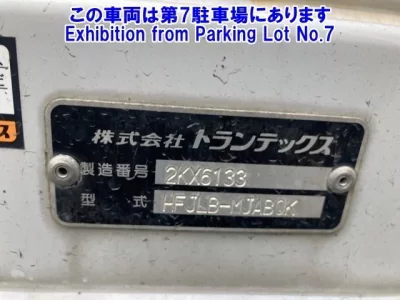 この車両は第7駐車場にあります
Exhibition from Parking Lot No.7
株式会社 トランテックス
製造番号 2KX6133
型式 HFJLB-MJABCK